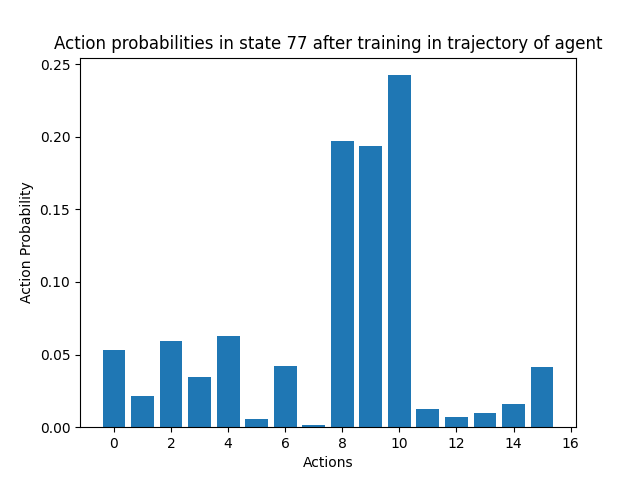 Action probabilities in state 77 after training in trajectory of agent
0.25
0.20
0.15
0.10
0.05
0.00
Action Probability
0 2 4 6 8 10 12 14 16
Actions